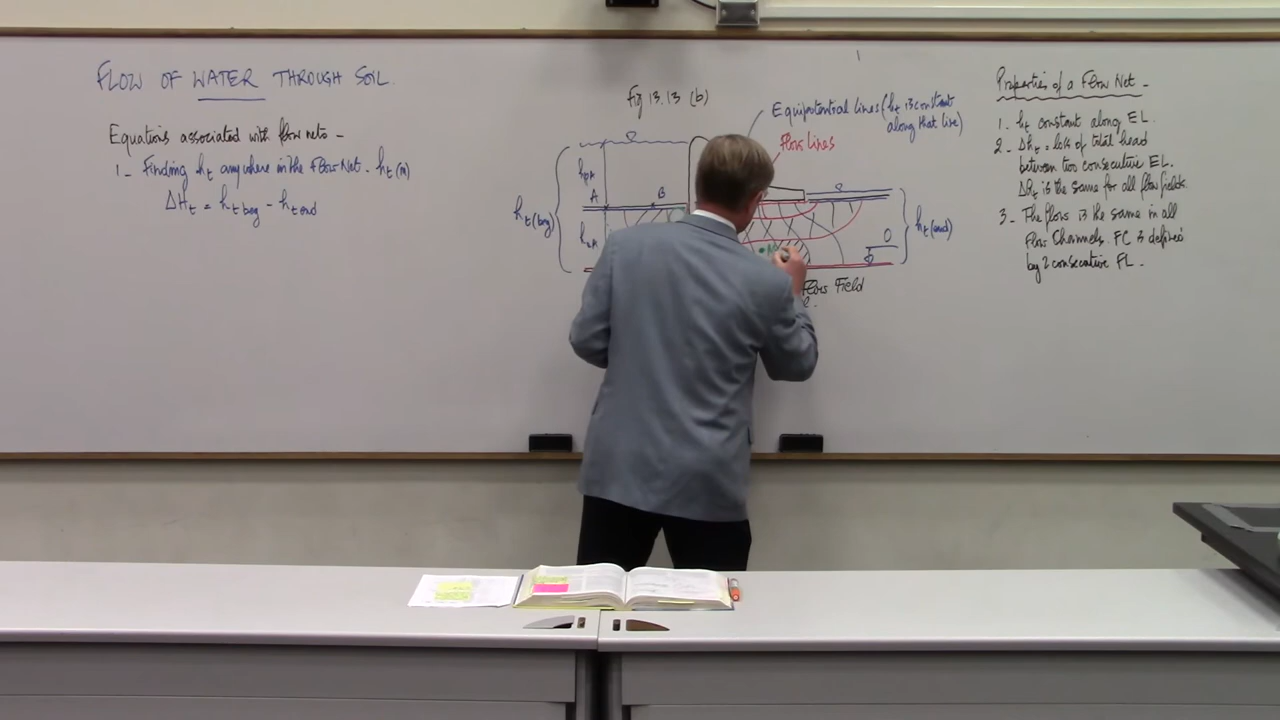 FLOW OF WATER THROUGH SOIL.
Equations associated with flow nets -
1 - Finding ht anywhere in the Flow Net - ht(n)
ΔHt = ht beg - ht end
Fig 13.13 (b)
Equipotential Lines (ht is constant
along that line)
Flow Lines
hpA
A
B
ht(beg)
hzA
ht(end)
0
Flow Field
Properties of a Flow Net -
1 - ht constant along EL.
2 - Δht = loss of total head
between two consecutive EL.
Δht is the same for all flow fields.
3 - The flow is the same in all
Flow Channels. FC is defined
by 2 consecutive FL -